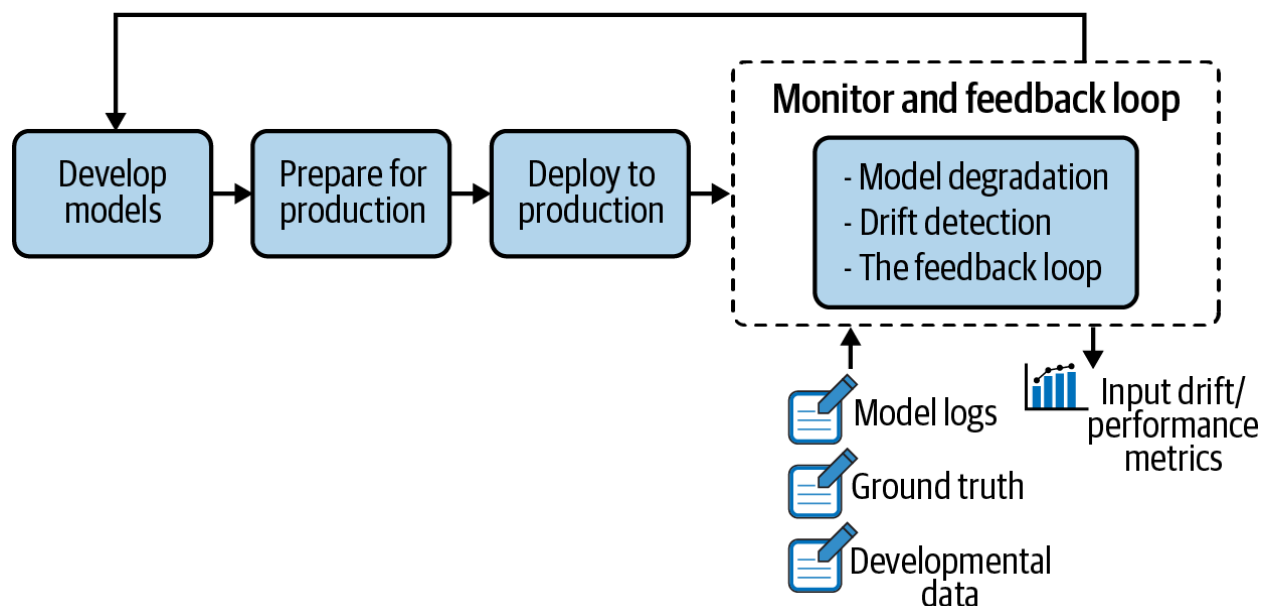 Monitor and feedback loop
Develop
models
Prepare for
production
Deploy to
production
- Model degradation
- Drift detection
- The feedback loop
Model logs
Ground truth
Developmental
data
Input drift/
performance
metrics